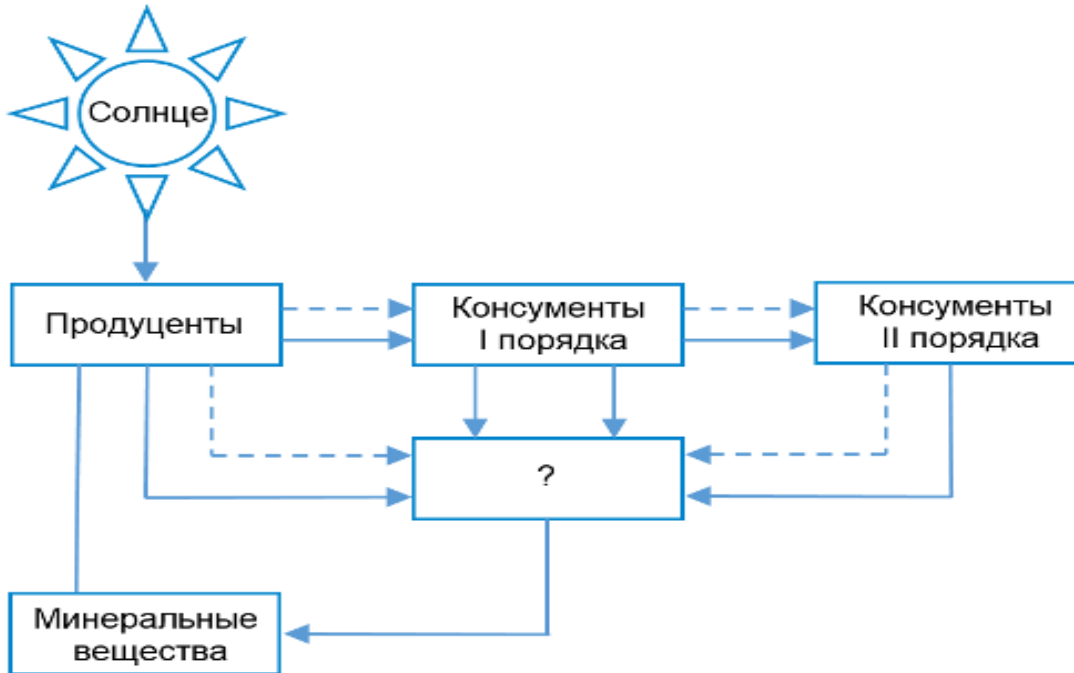 Солнце
Продуценты
Консументы
I порядка
Консументы
II порядка
?
Минеральные
вещества